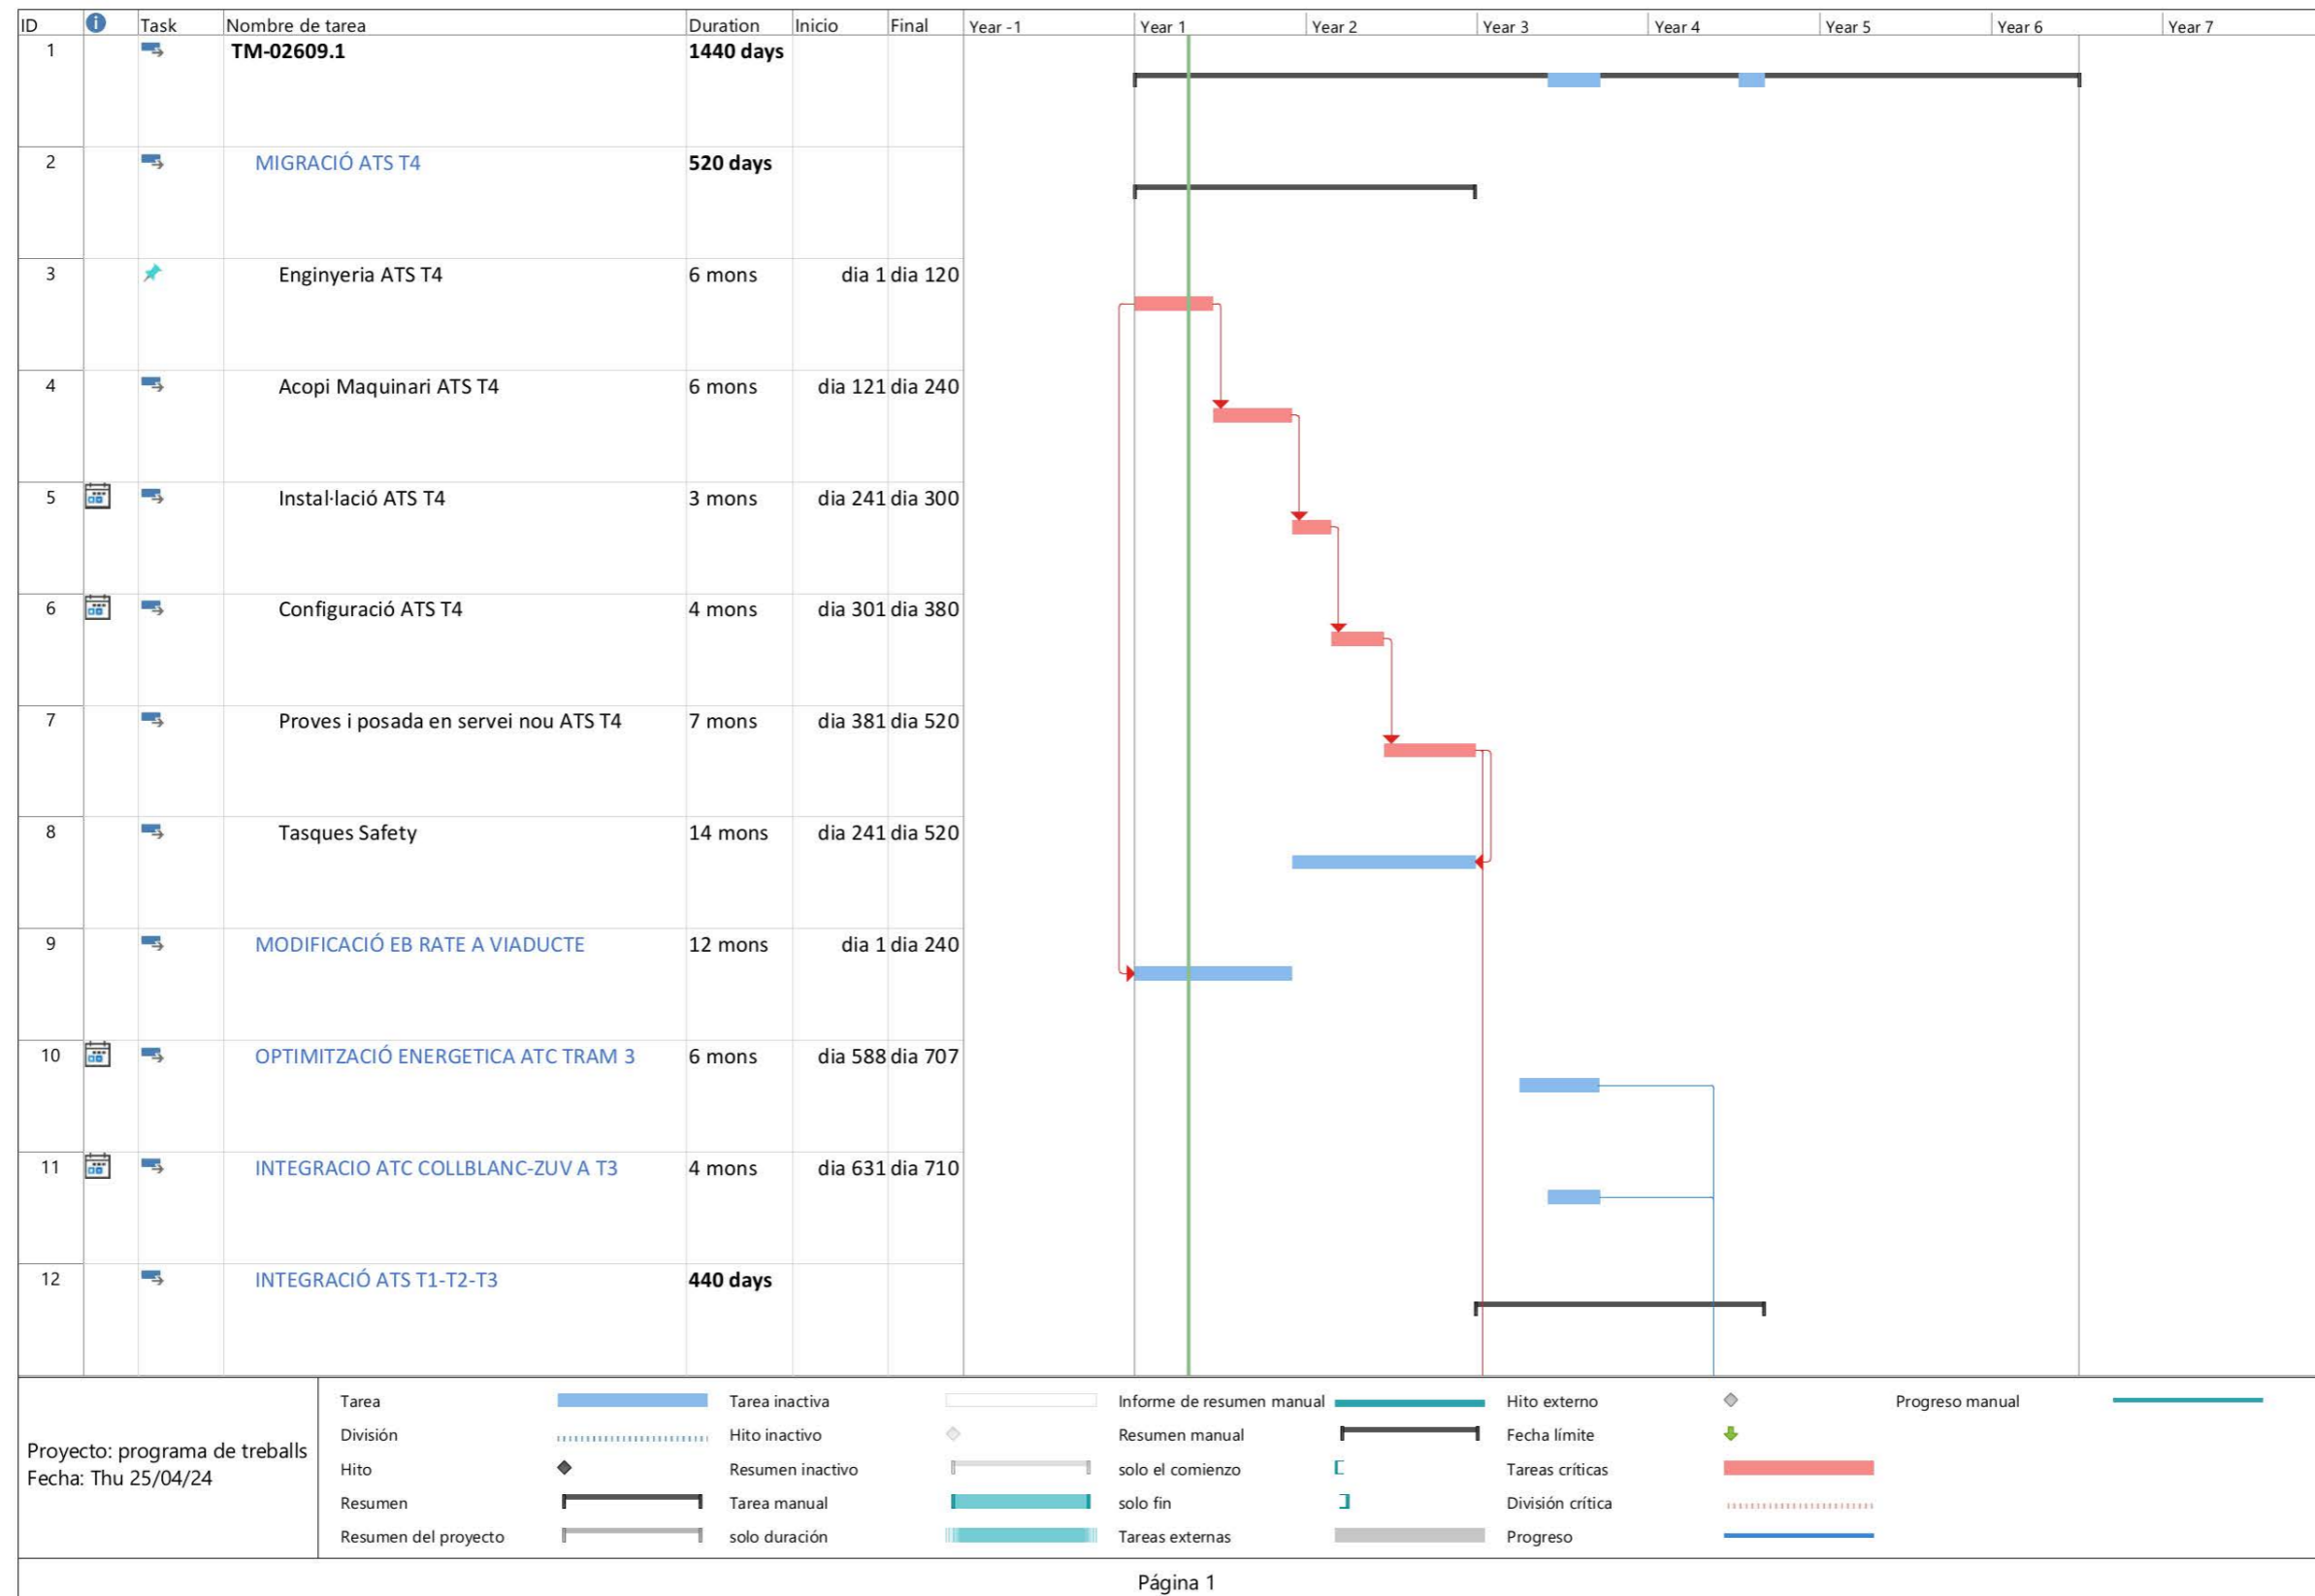 ID Task Nombre de tarea Duration Inicio Final Year -1 Year 1 Year 2 Year 3 Year 4 Year 5 Year 6 Year 7
1 TM-02609.1 1440 days
2 MIGRACIÓ ATS T4 520 days
3 Enginyeria ATS T4 6 mons dia 1 dia 120
4 Acopi Maquinari ATS T4 6 mons dia 121 dia 240
5 Instal·lació ATS T4 3 mons dia 241 dia 300
6 Configuració ATS T4 4 mons dia 301 dia 380
7 Proves i posada en servei nou ATS T4 7 mons dia 381 dia 520
8 Tasques Safety 14 mons dia 241 dia 520
9 MODIFICACIÓ EB RATE A VIADUCTE 12 mons dia 1 dia 240
10 OPTIMITZACIÓ ENERGETICA ATC TRAM 3 6 mons dia 588 dia 707
11 INTEGRACIO ATC COLLBLANC-ZUV A T3 4 mons dia 631 dia 710
12 INTEGRACIÓ ATS T1-T2-T3 440 days
Proyecto: programa de treballs
Fecha: Thu 25/04/24
Tarea Tarea inactiva Informe de resumen manual Hito externo Progreso manual
División Hito inactivo Resumen manual Fecha límite
Hito Resumen inactivo solo el comienzo Tareas críticas
Resumen Tarea manual solo fin División crítica
Resumen del proyecto solo duración Tareas externas Progreso
Página 1